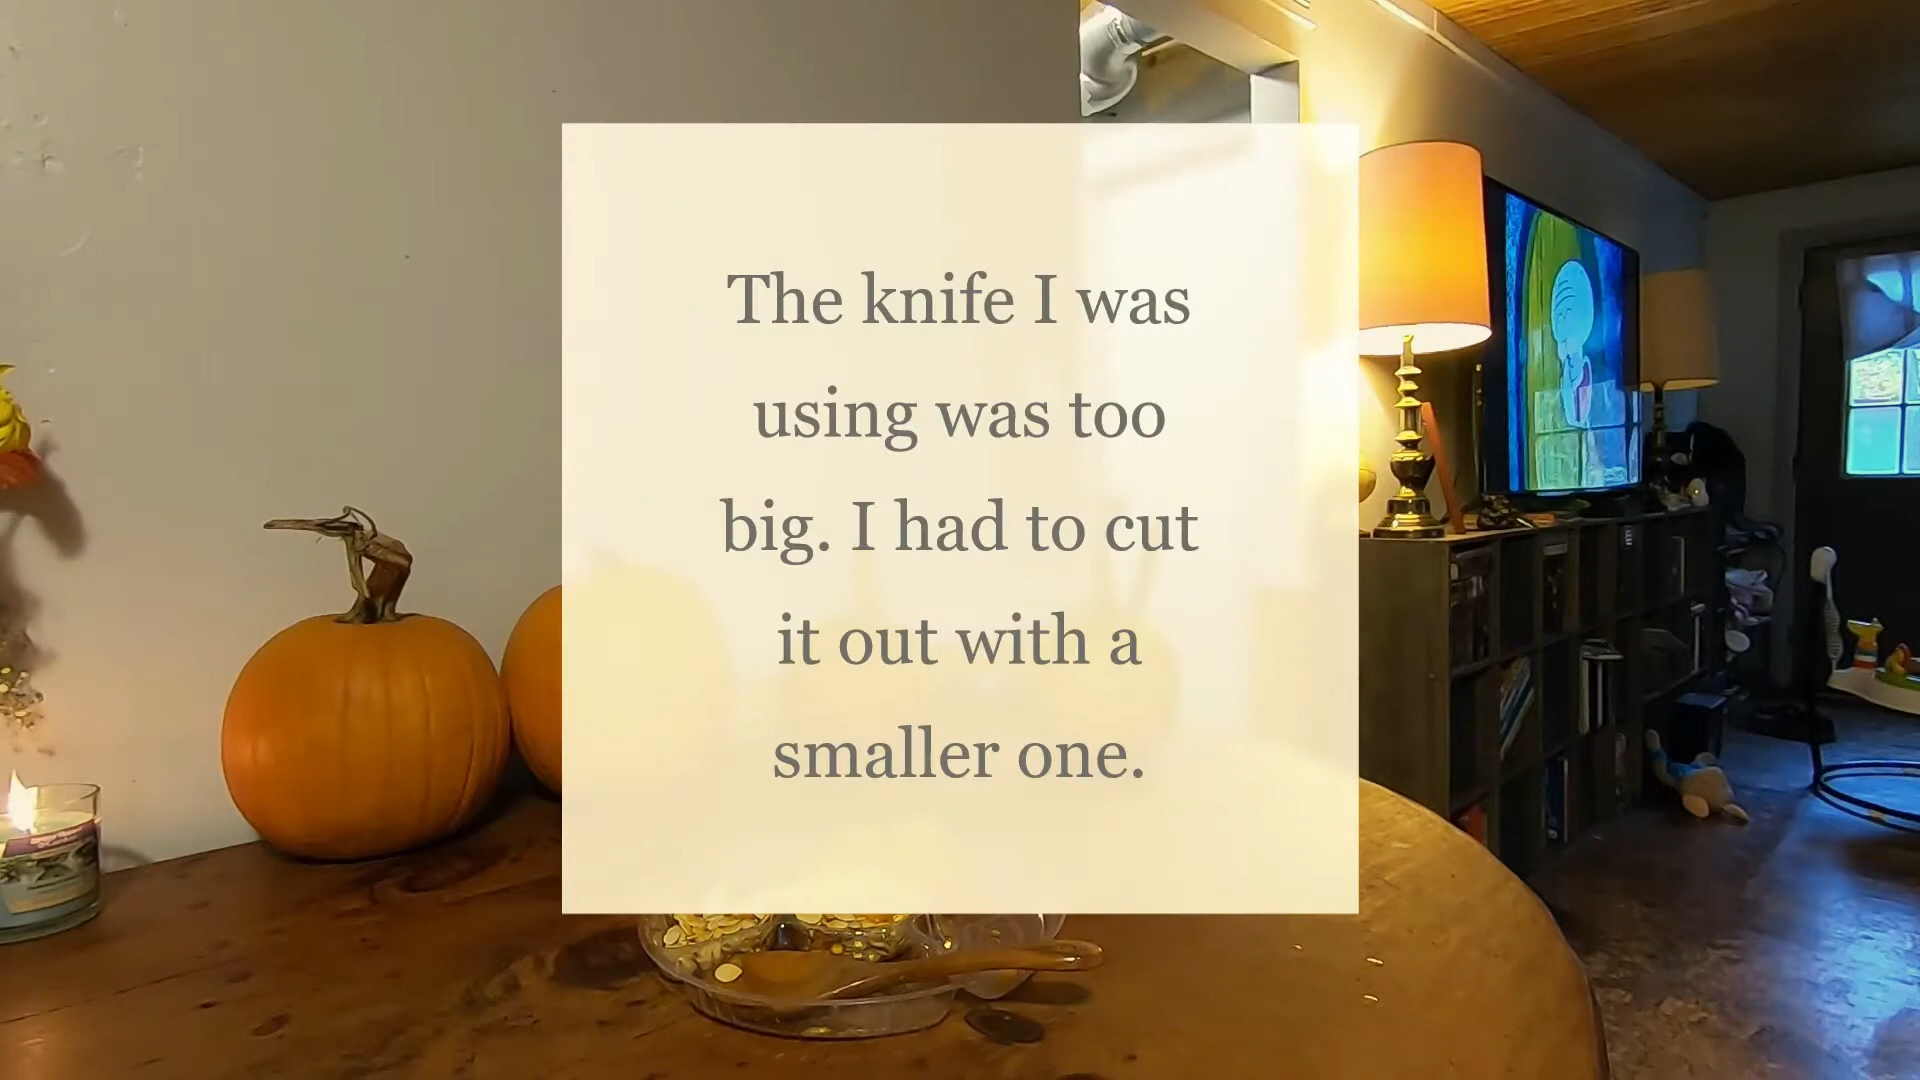 The knife I was
using was too
big. I had to cut
it out with a
smaller one.